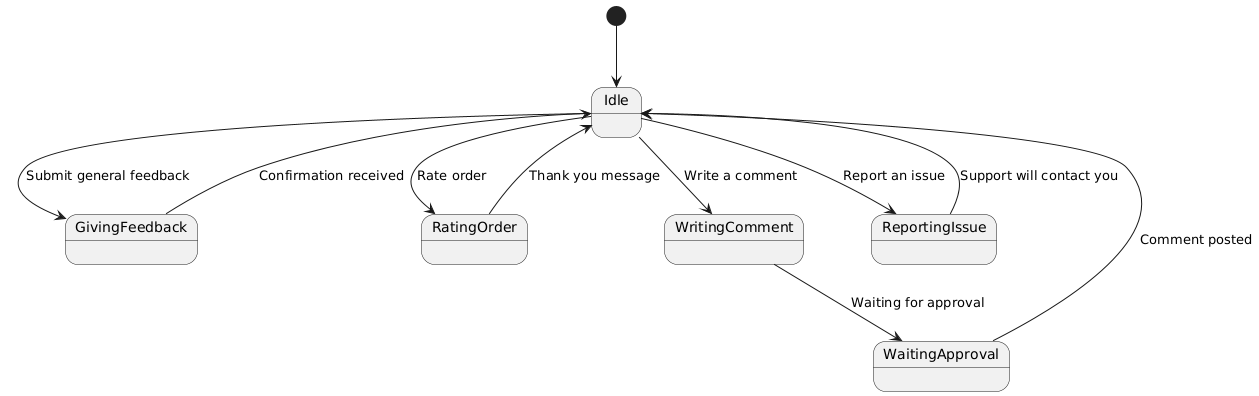 Idle
Submit general feedback
Confirmation received
Rate order
Thank you message
Write a comment
Report an issue
Support will contact you
GivingFeedback
RatingOrder
WritingComment
ReportingIssue
Comment posted
Waiting for approval
WaitingApproval